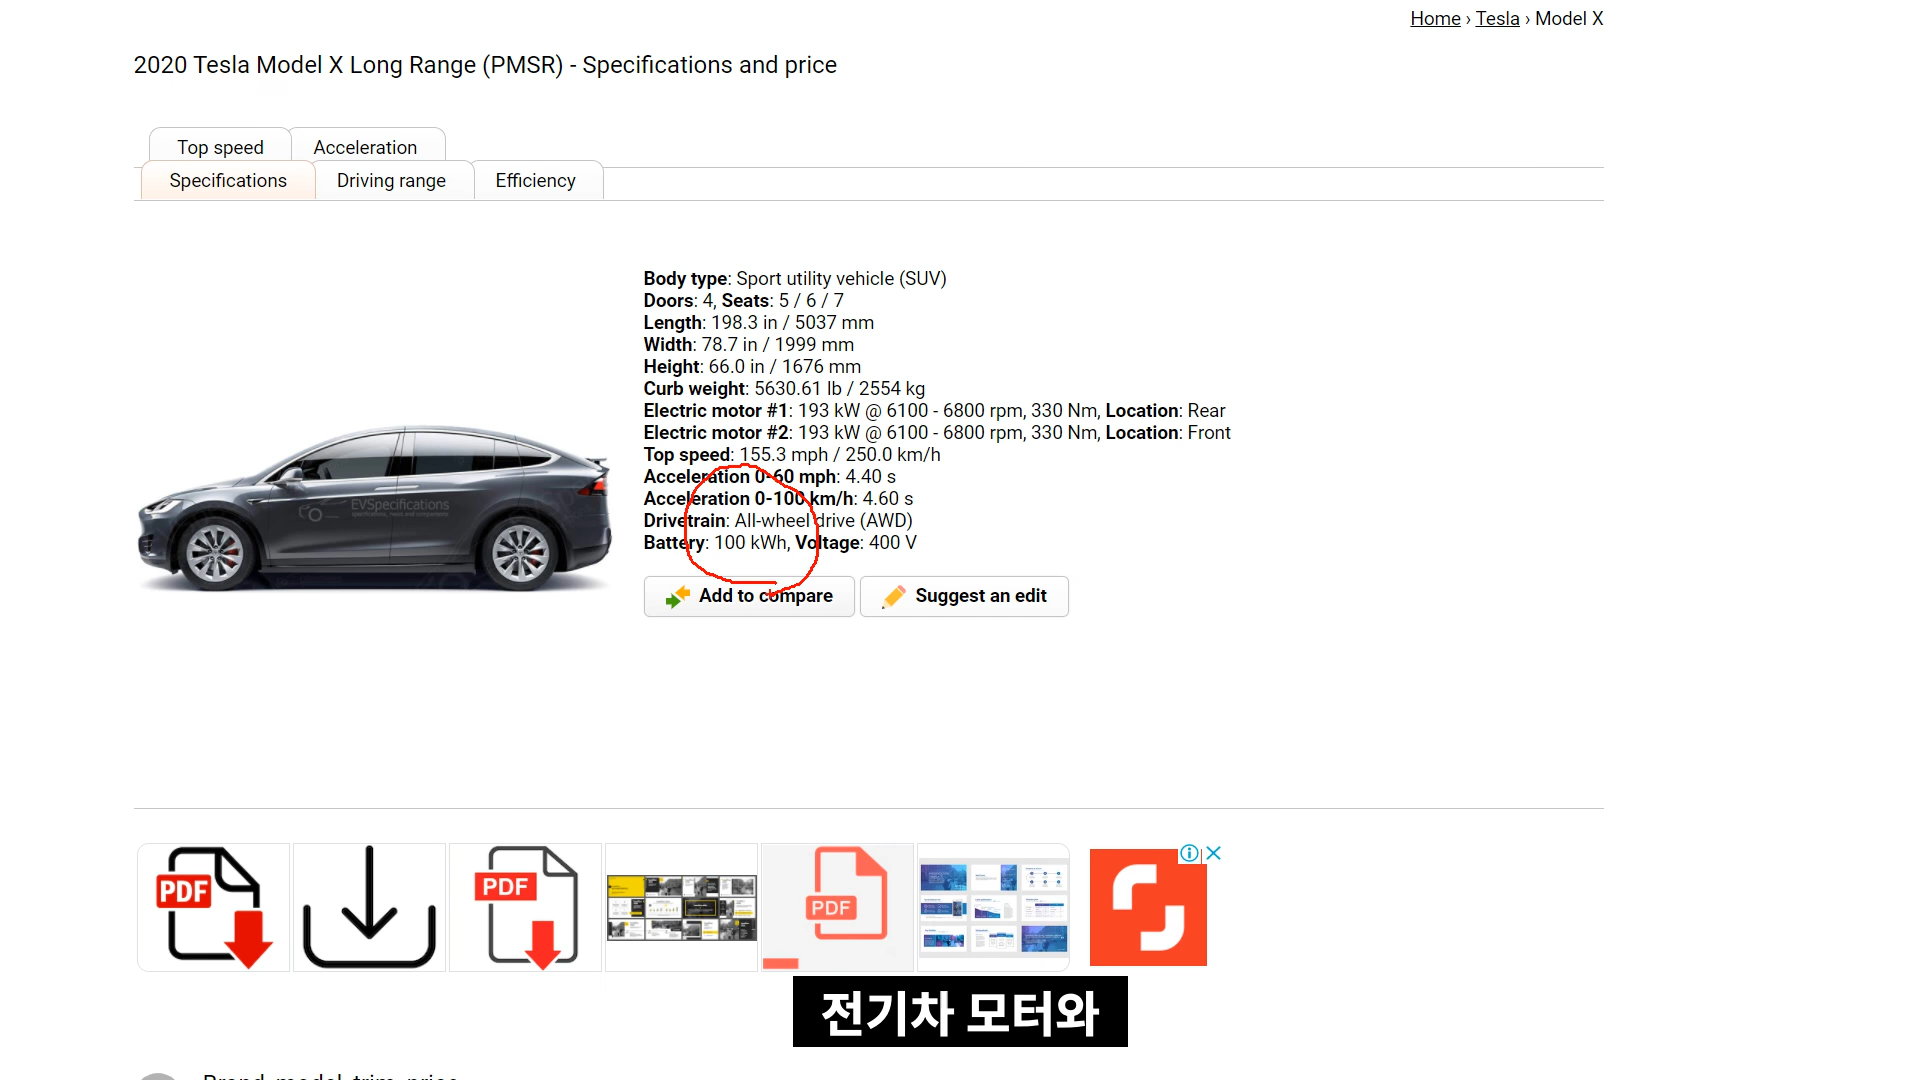 Home › Tesla › Model X
2020 Tesla Model X Long Range (PMSR) - Specifications and price
Top speed
Acceleration
Specifications
Driving range
Efficiency
Body type: Sport utility vehicle (SUV)
Doors: 4, Seats: 5 / 6 / 7
Length: 198.3 in / 5037 mm
Width: 78.7 in / 1999 mm
Height: 66.0 in / 1676 mm
Curb weight: 5630.61 lb / 2554 kg
Electric motor #1: 193 kW @ 6100 - 6800 rpm, 330 Nm, Location: Rear
Electric motor #2: 193 kW @ 6100 - 6800 rpm, 330 Nm, Location: Front
Top speed: 155.3 mph / 250.0 km/h
Acceleration 0-60 mph: 4.40 s
Acceleration 0-100 km/h: 4.60 s
Drivetrain: All-wheel drive (AWD)
Battery: 100 kWh, Voltage: 400 V
EVSpecifications
Add to compare
Suggest an edit
PDF
PDF
PDF
전기차 모터와
Brand, model, trim, price